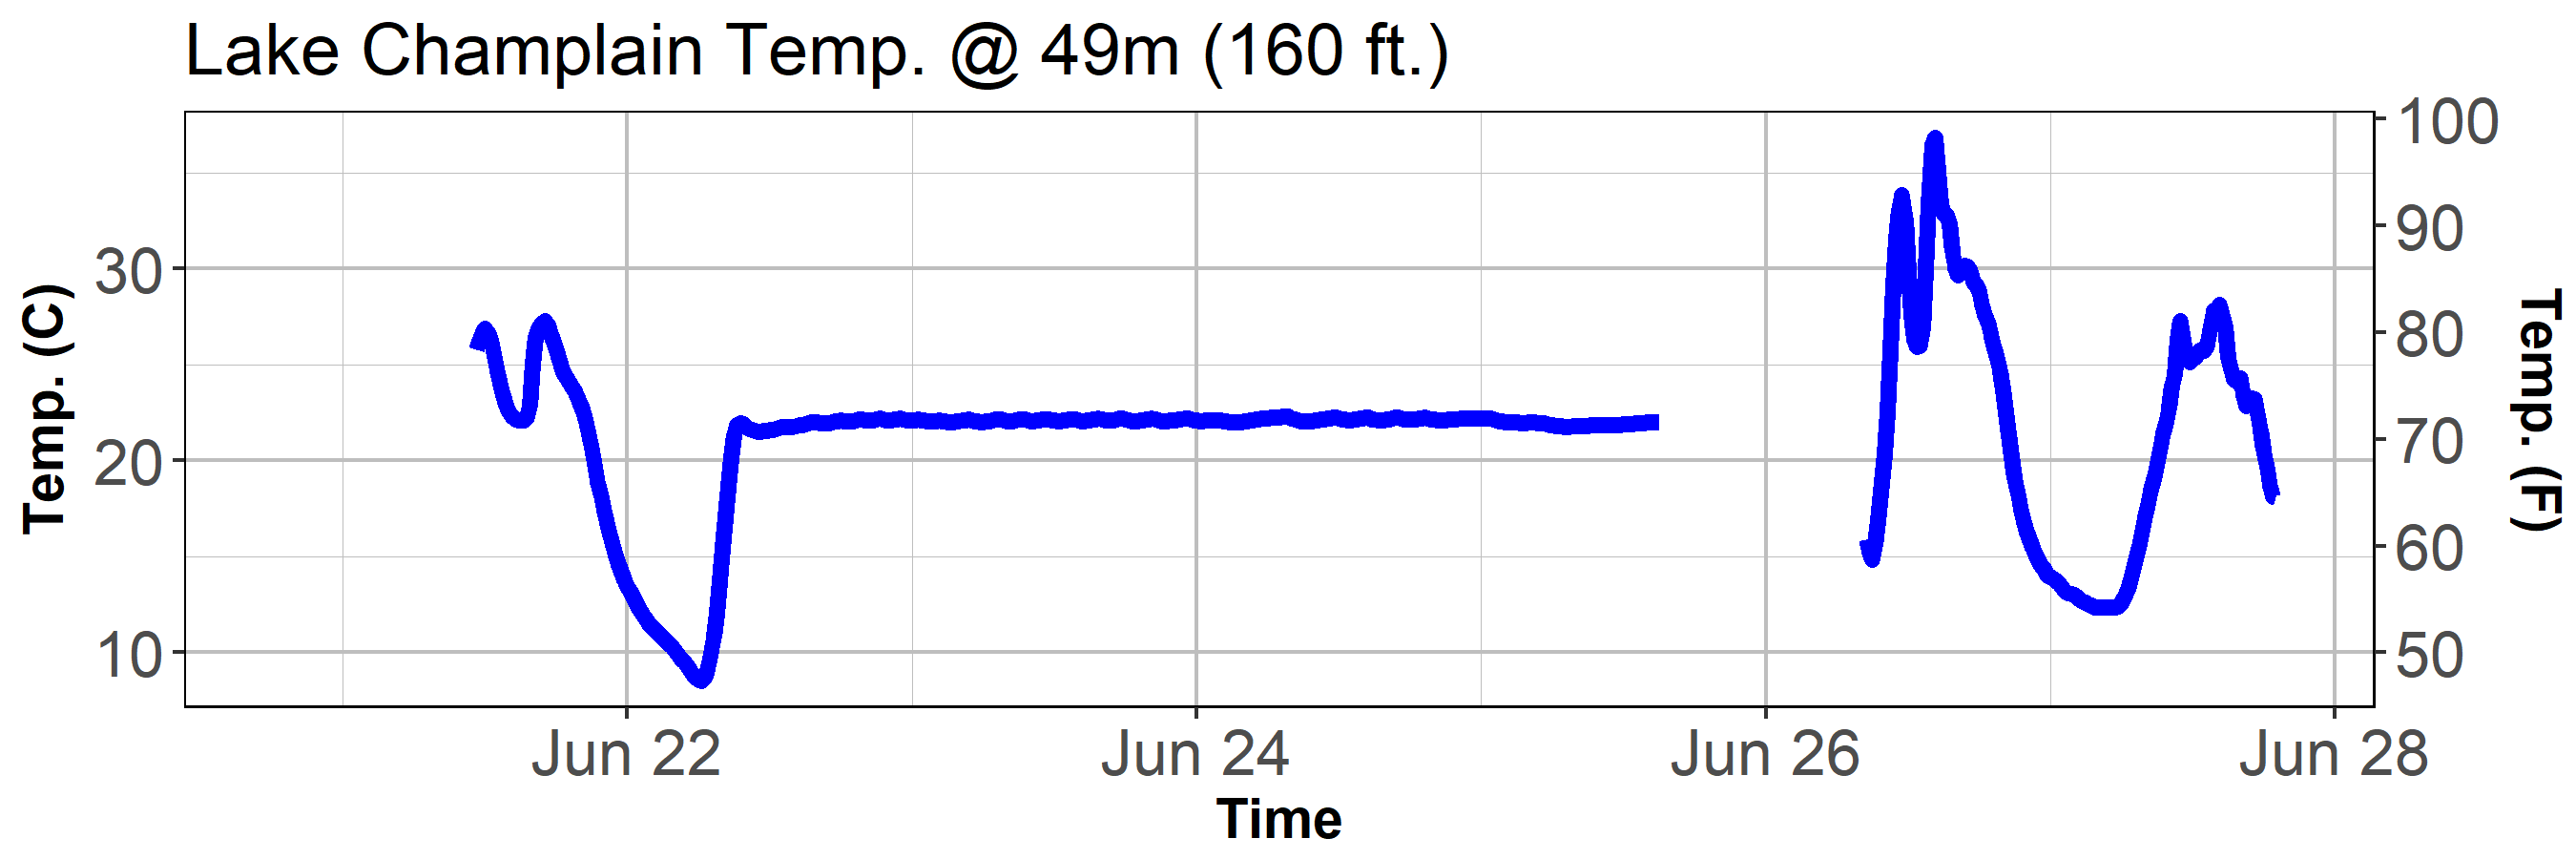 Lake Champlain Temp. @ 49m (160 ft.)
100
90
80
70
60
50
30
20
10
Temp. (C)
Temp. (F)
Jun 22
Jun 24
Jun 26
Jun 28
Time